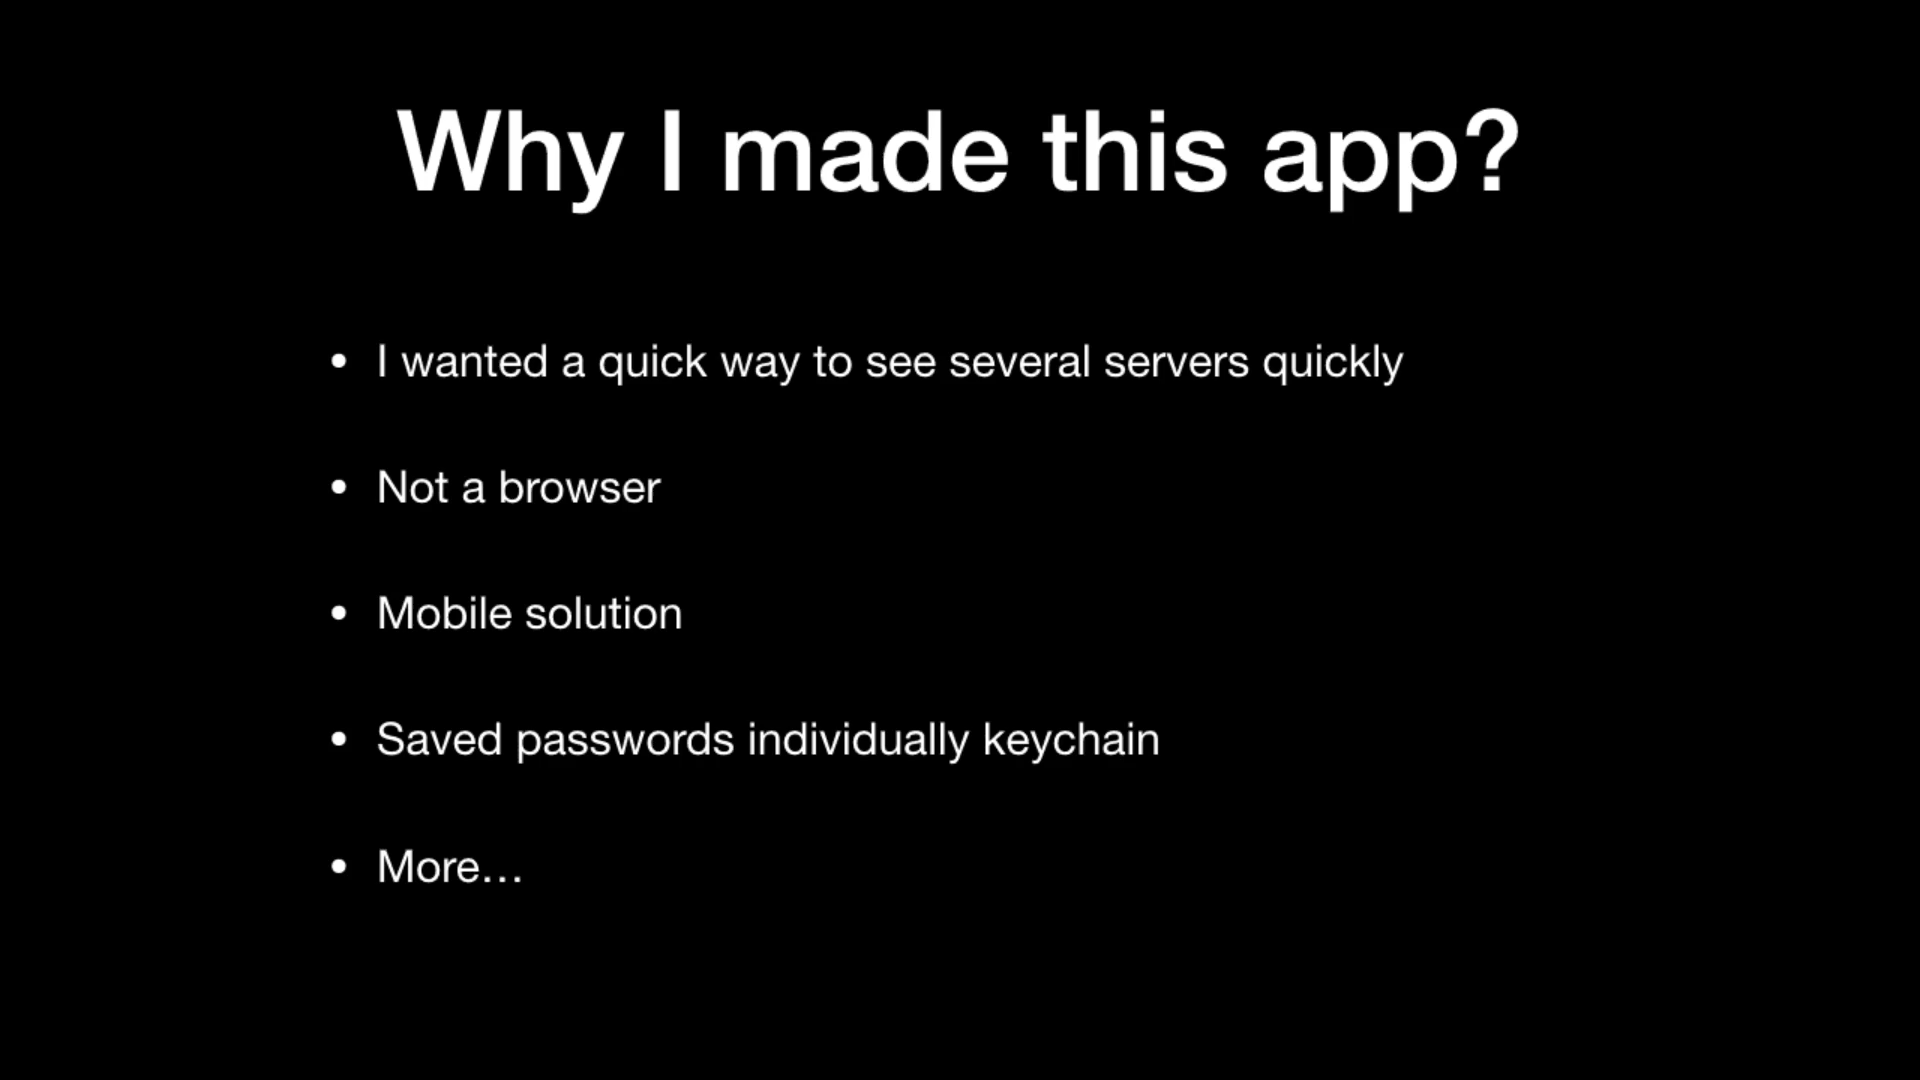 Why I made this app?
• I wanted a quick way to see several servers quickly
• Not a browser
• Mobile solution
• Saved passwords individually keychain
• More…